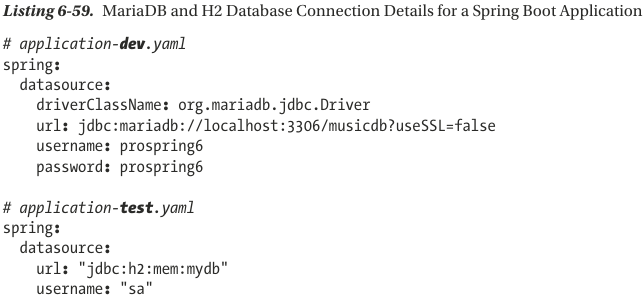 Listing 6-59. MariaDB and H2 Database Connection Details for a Spring Boot Application
# application-dev.yaml
spring:
  datasource:
    driverClassName: org.mariadb.jdbc.Driver
    url: jdbc:mariadb://localhost:3306/musicdb?useSSL=false
    username: prospring6
    password: prospring6
# application-test.yaml
spring:
  datasource:
    url: "jdbc:h2:mem:mydb"
    username: "sa"